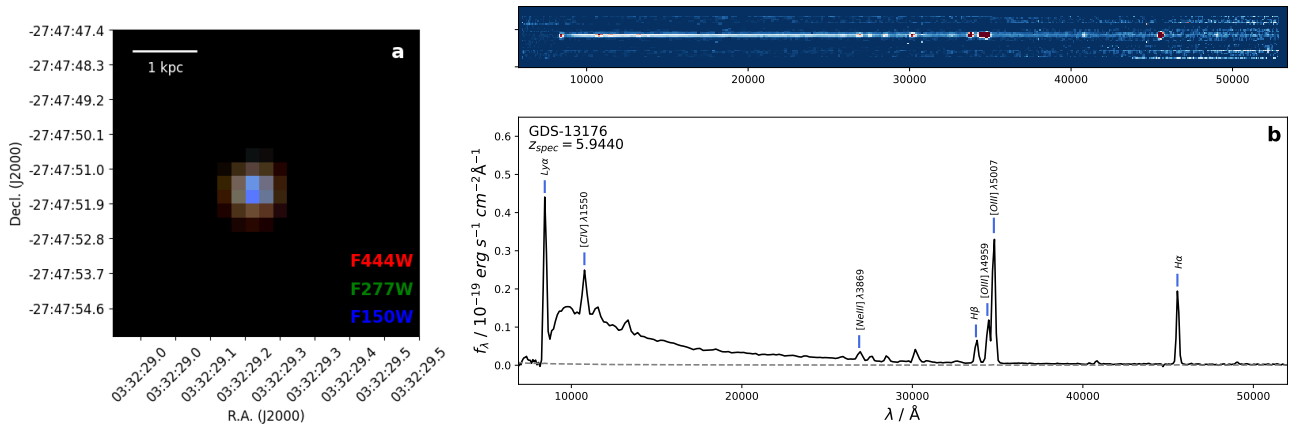 -27:47:47.4
-27:47:48.3
-27:47:49.2
-27:47:50.1
-27:47:51.0
-27:47:51.9
-27:47:52.8
-27:47:53.7
-27:47:54.6
Decl. (J2000)
1 kpc
a
F444W
F277W
F150W
03:32:29.0
03:32:29.0
03:32:29.1
03:32:29.2
03:32:29.3
03:32:29.3
03:32:29.4
03:32:29.5
03:32:29.5
R.A. (J2000)
10000
20000
30000
40000
50000
GDS-13176
z_spec = 5.9440
b
Lyα
[CIV] λ1550
[NeIII] λ3869
Hβ
[OIII] λ4959
[OIII] λ5007
Hα
0.6
0.5
0.4
0.3
0.2
0.1
0.0
f_λ / 10⁻¹⁹ erg s⁻¹ cm⁻² Å⁻¹
10000
20000
30000
40000
50000
λ / Å